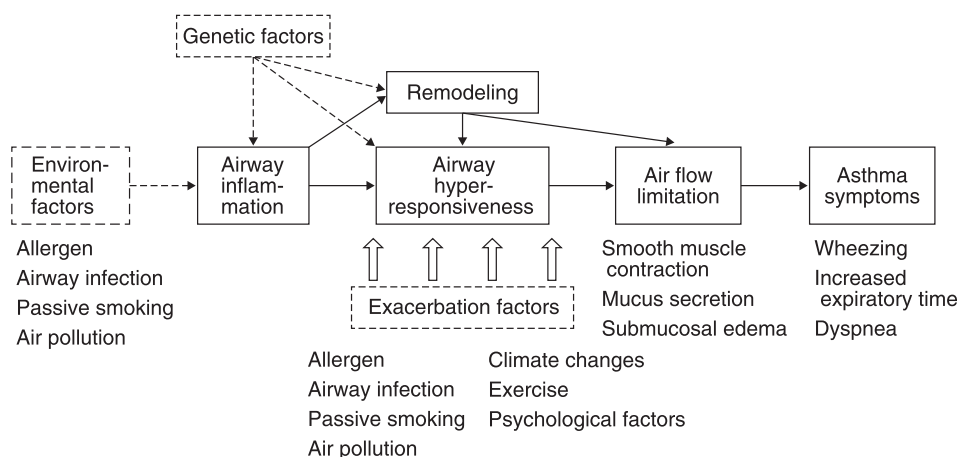 Genetic factors
Remodeling
Environ-
mental
factors
Airway
inflam-
mation
Airway
hyper-
responsiveness
Air flow
limitation
Asthma
symptoms
Allergen
Airway infection
Passive smoking
Air pollution
Smooth muscle
contraction
Mucus secretion
Submucosal edema
Wheezing
Increased
expiratory time
Dyspnea
Exacerbation factors
Allergen
Airway infection
Passive smoking
Air pollution
Climate changes
Exercise
Psychological factors